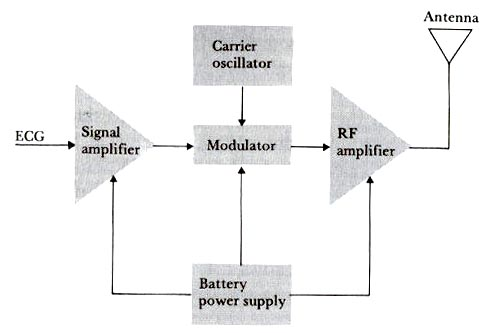 Antenna
Carrier
oscillator
ECG
Signal
amplifier
Modulator
RF
amplifier
Battery
power supply